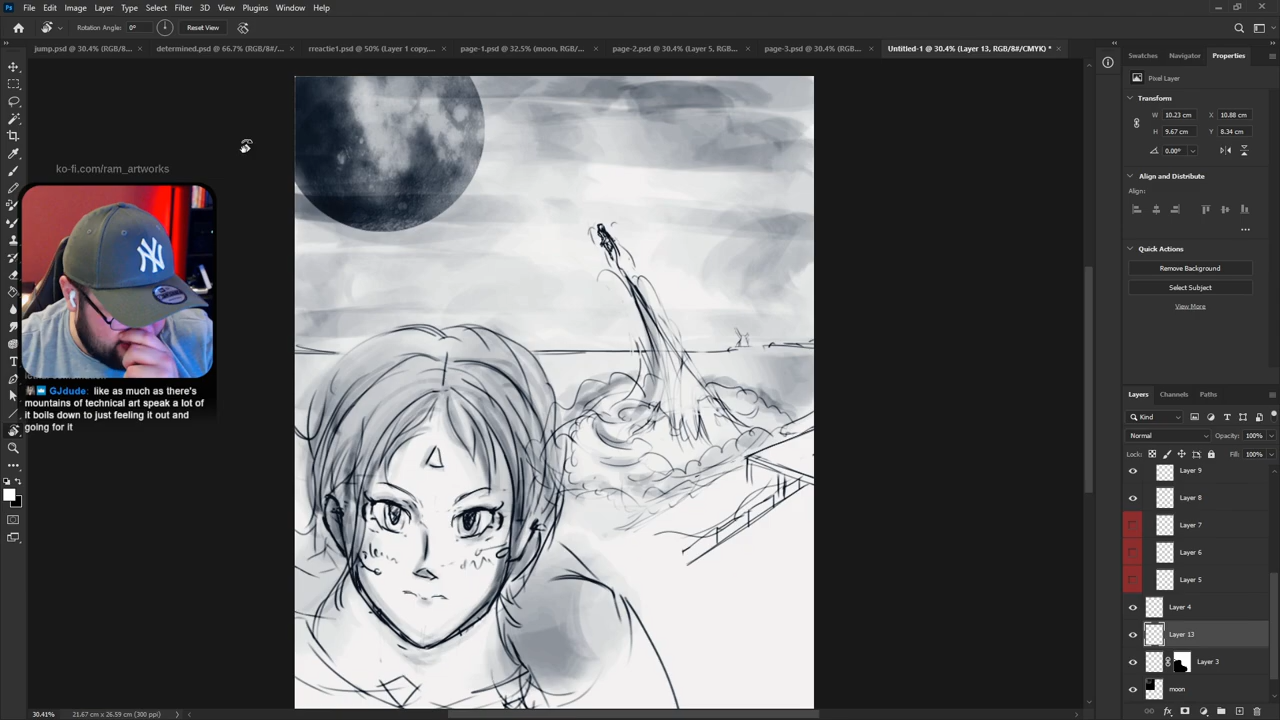 File Edit Image Layer Type Select Filter 3D View Plugins Window Help
Rotation Angle: 0° Reset View
jump.psd @ 30.4% (RGB/8... × determined.psd @ 66.7% (RGB/8#/... × rreactie1.psd @ 50% (Layer 1 copy,... × page-1.psd @ 32.5% (moon, RGB/... × page-2.psd @ 30.4% (Layer 5, RGB/... × page-3.psd @ 30.4% (RGB... × Untitled-1 @ 30.4% (Layer 13, RGB/8#/CMYK) * ×
Swatches Navigator Properties
Pixel Layer
Transform
W 10.23 cm X 10.88 cm
H 9.67 cm Y 8.34 cm
0.00°
Align and Distribute
Align:
Quick Actions
Remove Background
Select Subject
View More
ko-fi.com/ram_artworks
NY
GJdude: like as much as there's
mountains of technical art speak a lot of
it boils down to just feeling it out and
going for it
Layers Channels Paths
Kind
Normal Opacity: 100%
Lock: Fill: 100%
Layer 9
Layer 8
Layer 7
Layer 6
Layer 5
Layer 4
Layer 13
Layer 3
moon
fx
30.41% 21.67 cm x 26.59 cm (300 ppi)